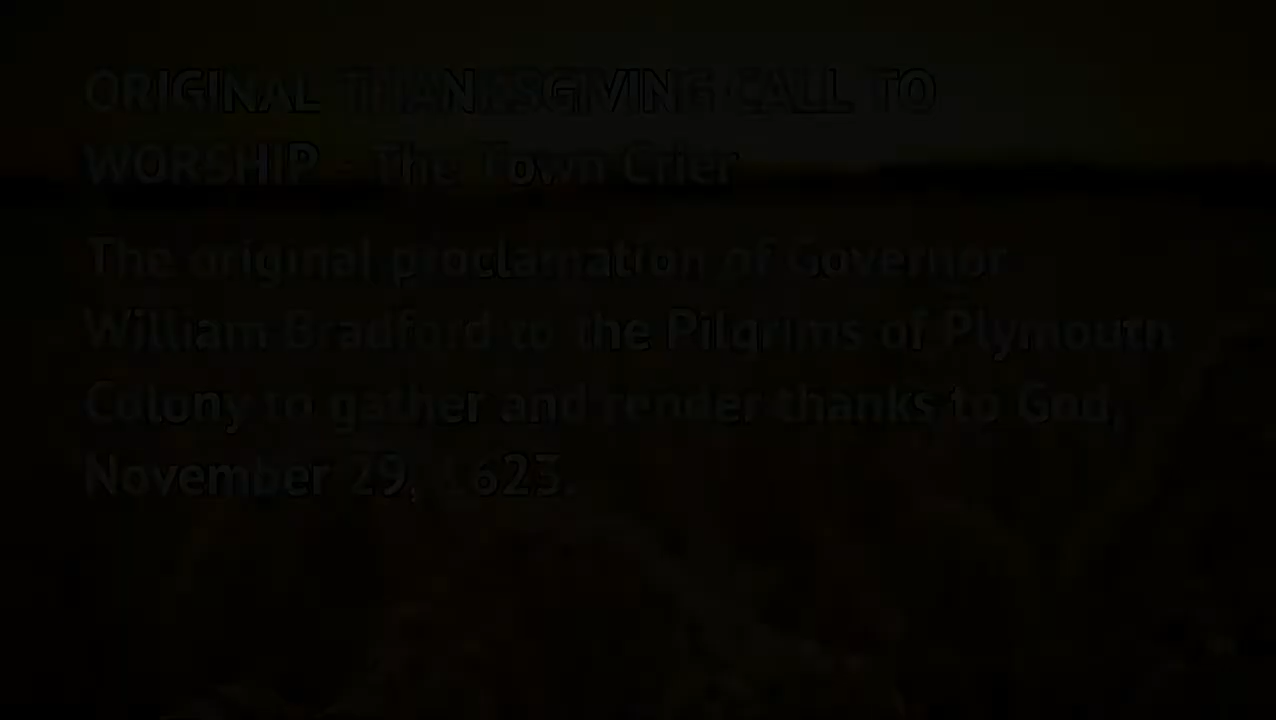 ORIGINAL THANKSGIVING CALL TO
WORSHIP - The Town Crier
The original proclamation of Governor
William Bradford to the Pilgrims of Plymouth
Colony to gather and render thanks to God,
November 29, 1623.